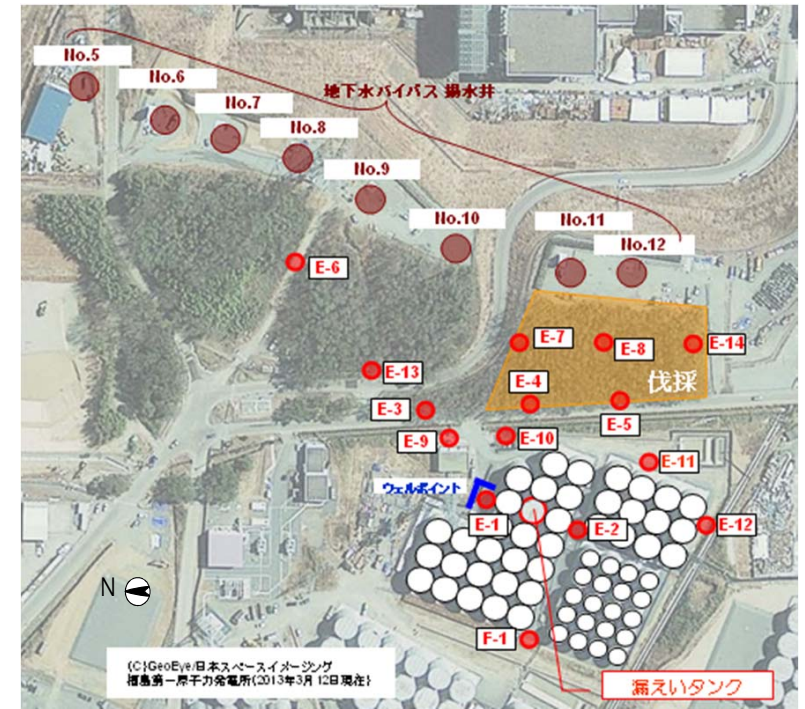 No.5
No.6
No.7
地下水バイパス 揚水井
No.8
No.9
No.10
No.11
No.12
E-6
E-7
E-8
E-14
E-13
伐採
E-4
E-3
E-5
E-9
E-10
E-11
ウェルポイント
E-1
E-2
E-12
N
F-1
(C)GeoEye/日本スペースイメージング
福島第一原子力発電所(2013年3月12日現在)
漏えいタンク